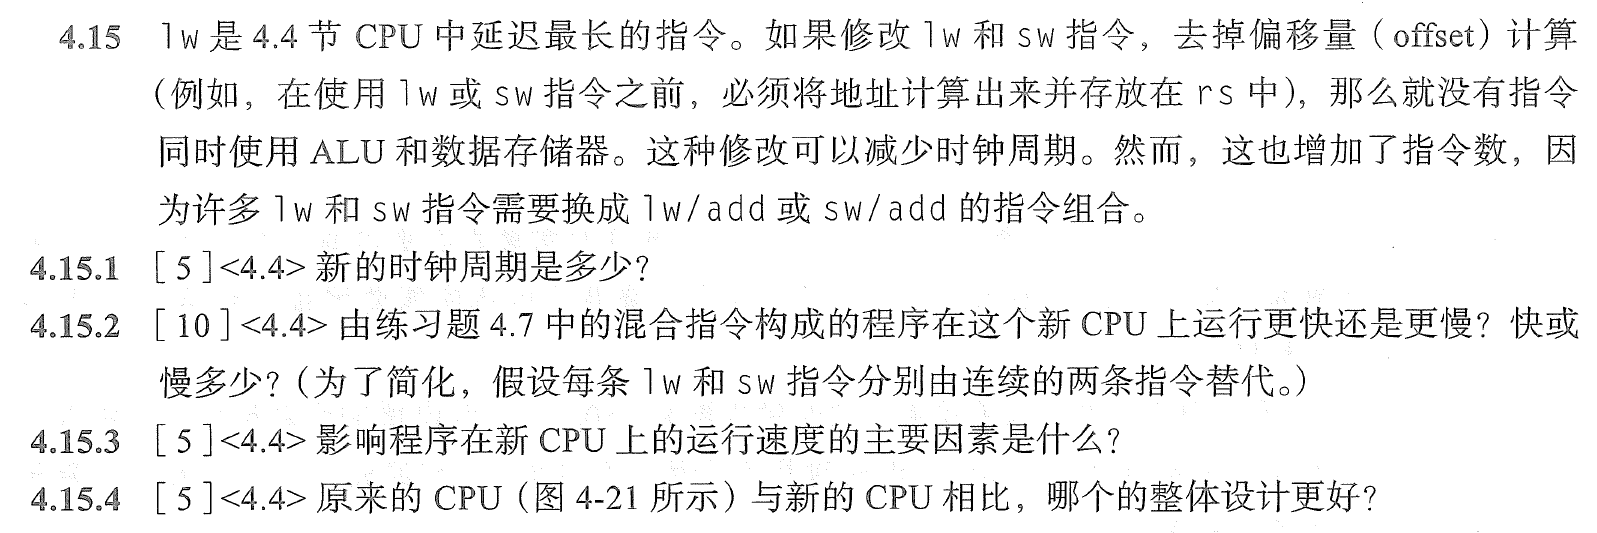 4.15 lw 是 4.4 节 CPU 中延迟最长的指令。如果修改 lw 和 sw 指令，去掉偏移量（offset）计算
(例如，在使用 lw 或 sw 指令之前，必须将地址计算出来并存放在 rs 中)，那么就没有指令
同时使用 ALU 和数据存储器。这种修改可以减少时钟周期。然而，这也增加了指令数，因
为许多 lw 和 sw 指令需要换成 lw/add 或 sw/add 的指令组合。
4.15.1 [5]<4.4> 新的时钟周期是多少？
4.15.2 [10]<4.4> 由练习题 4.7 中的混合指令构成的程序在这个新 CPU 上运行更快还是更慢？快或
慢多少？(为了简化，假设每条 lw 和 sw 指令分别由连续的两条指令替代。)
4.15.3 [5]<4.4> 影响程序在新 CPU 上的运行速度的主要因素是什么？
4.15.4 [5]<4.4> 原来的 CPU（图 4-21 所示）与新的 CPU 相比，哪个的整体设计更好？